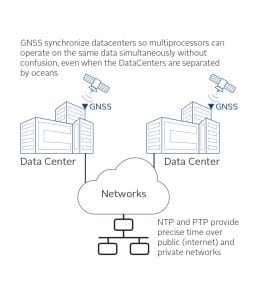 GNSS synchronize datacenters so multiprocessors can
operate on the same data simultaneously without
confusion, even when the DataCenters are separated
by oceans
GNSS
GNSS
Data Center
Data Center
Networks
NTP and PTP provide
precise time over
public (internet) and
private networks